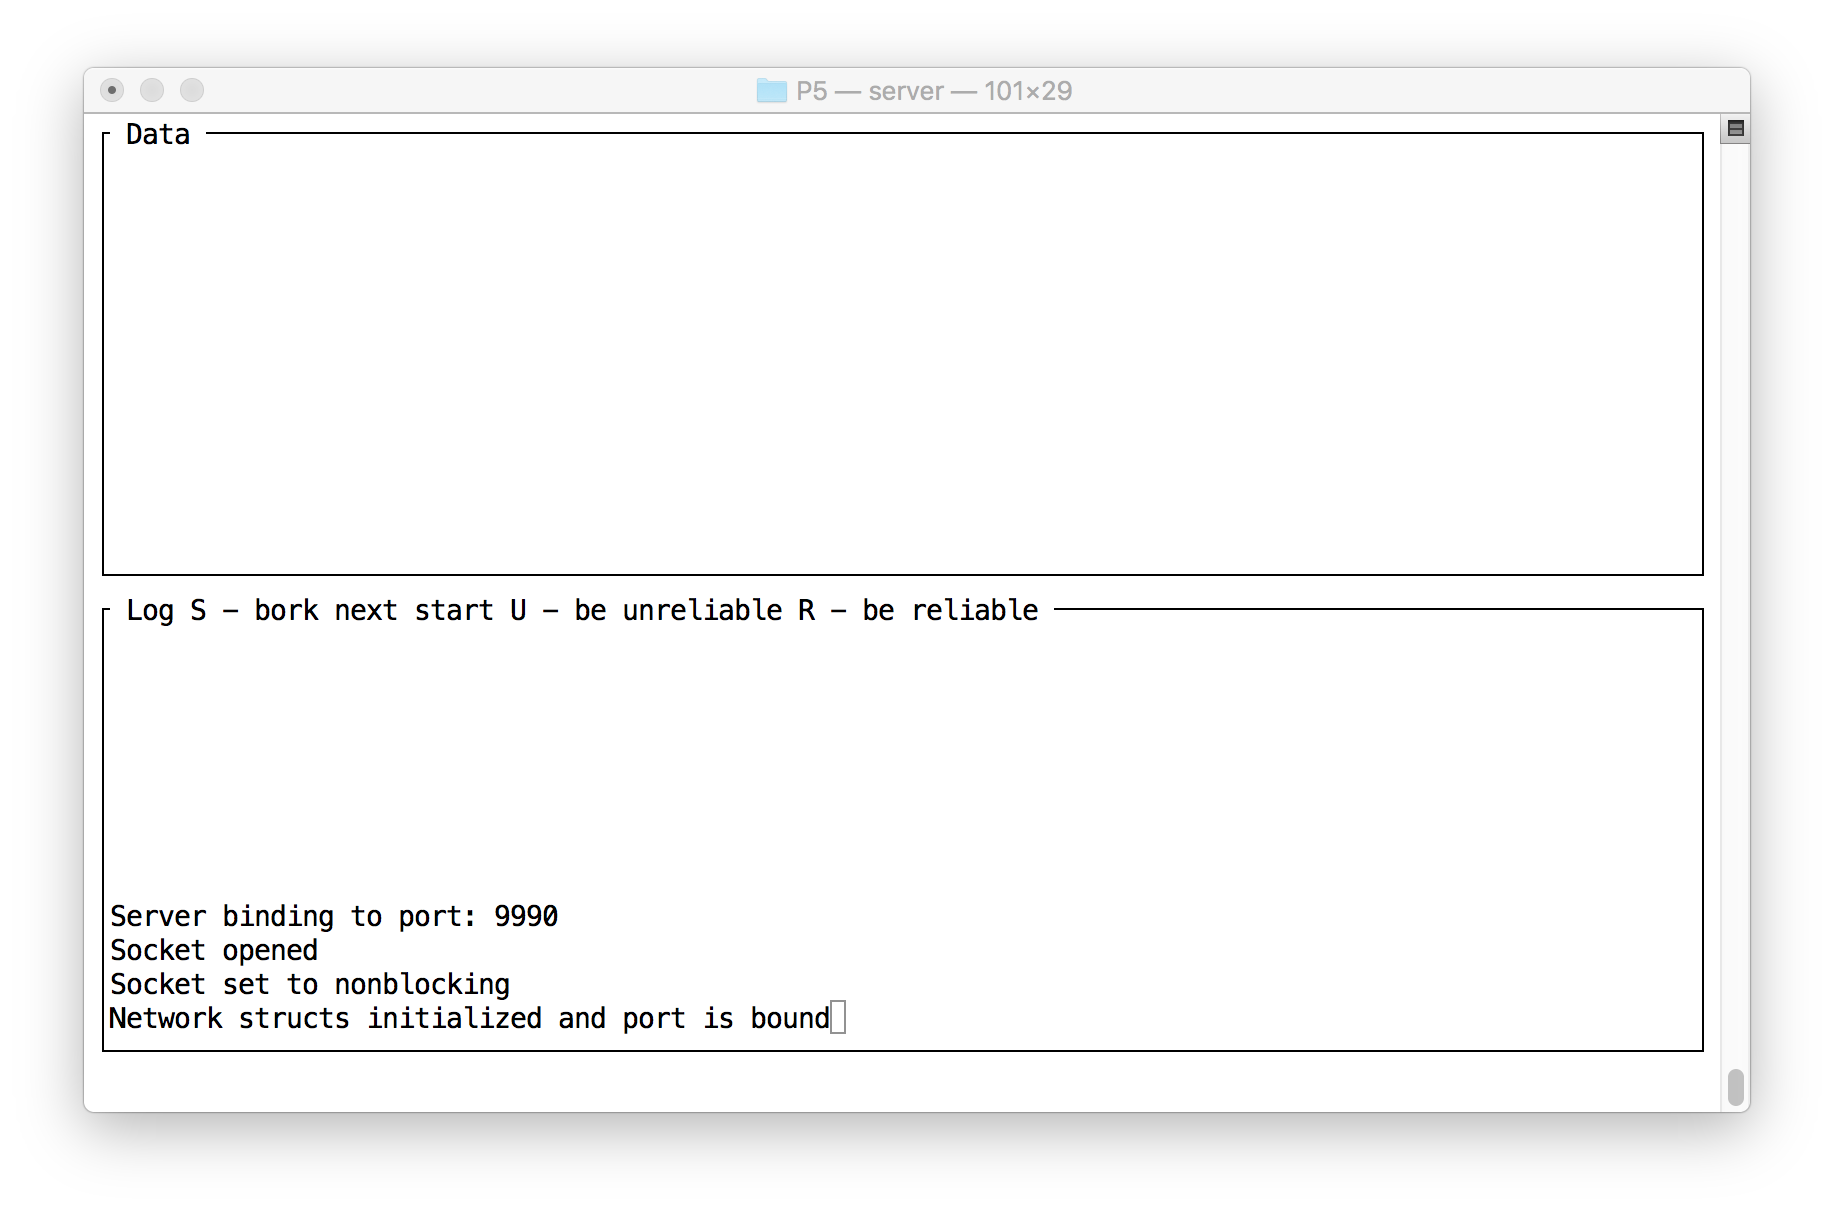 P5 — server — 101×29
Data
Log S – bork next start U – be unreliable R – be reliable
Server binding to port: 9990
Socket opened
Socket set to nonblocking
Network structs initialized and port is bound